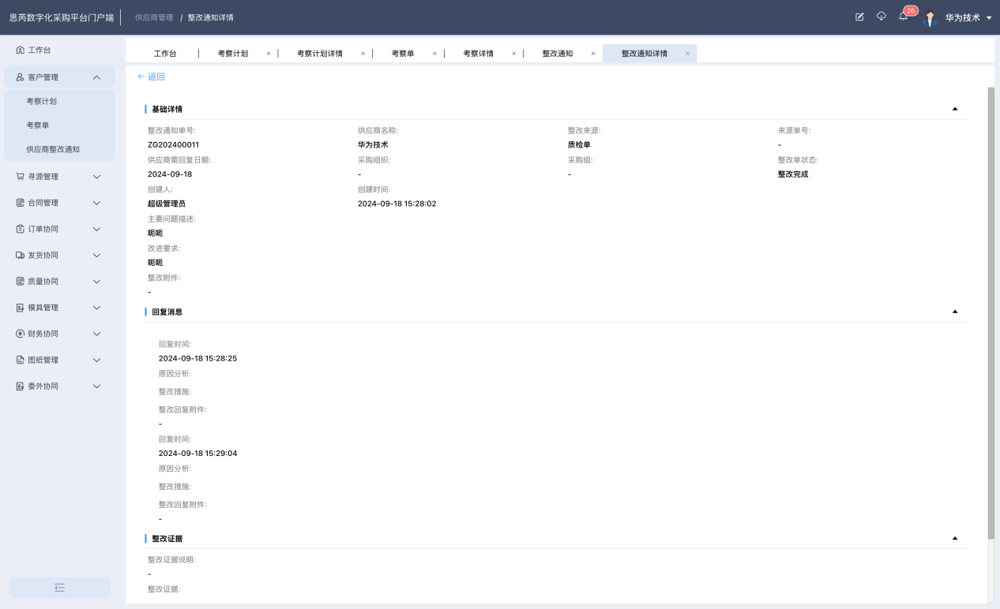 思芮数字化采购平台门户端
供应商管理 / 整改通知详情
26
华为技术
工作台
客户管理
考察计划
考察单
供应商整改通知
寻源管理
合同管理
订单协同
发货协同
质量协同
模具管理
财务协同
图纸管理
委外协同
工作台 | 考察计划 × | 考察计划详情 × | 考察单 × | 考察详情 × | 整改通知 × 整改通知详情 ×
← 返回
基础详情
整改通知单号: 供应商名称: 整改来源: 来源单号:
ZG202400011 华为技术 质检单 -
供应商需回复日期: 采购组织: 采购组: 整改单状态:
2024-09-18 - - 整改完成
创建人: 创建时间:
超级管理员 2024-09-18 15:28:02
主要问题描述:
呃呃
改进要求:
呃呃
整改附件:
-
回复消息
回复时间:
2024-09-18 15:28:25
原因分析:
整改措施:
整改回复附件:
-
回复时间:
2024-09-18 15:29:04
原因分析:
整改措施:
整改回复附件:
-
整改证据
整改证据说明:
-
整改证据: